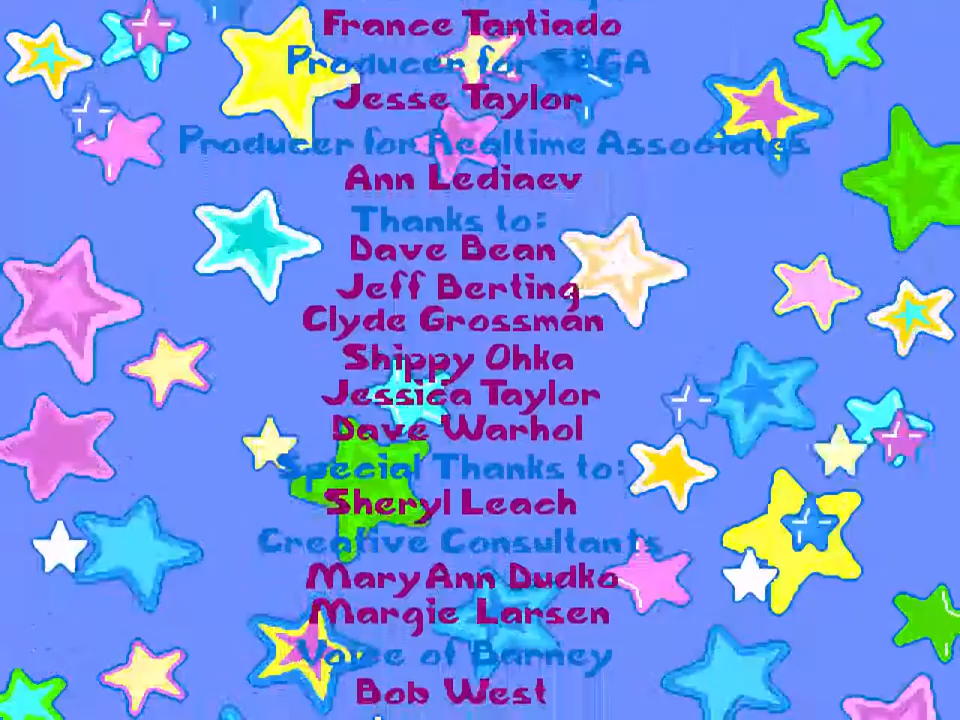 France Tantiado
Producer for SEGA
Jesse Taylor
Producer for Realtime Associates
Ann Lediaev
Thanks to:
Dave Bean
Jeff Berting
Clyde Grossman
Shippy Ohka
Jessica Taylor
Dave Warhol
Special Thanks to:
Sheryl Leach
Creative Consultants
Mary Ann Dudko
Margie Larsen
Voice of Barney
Bob West